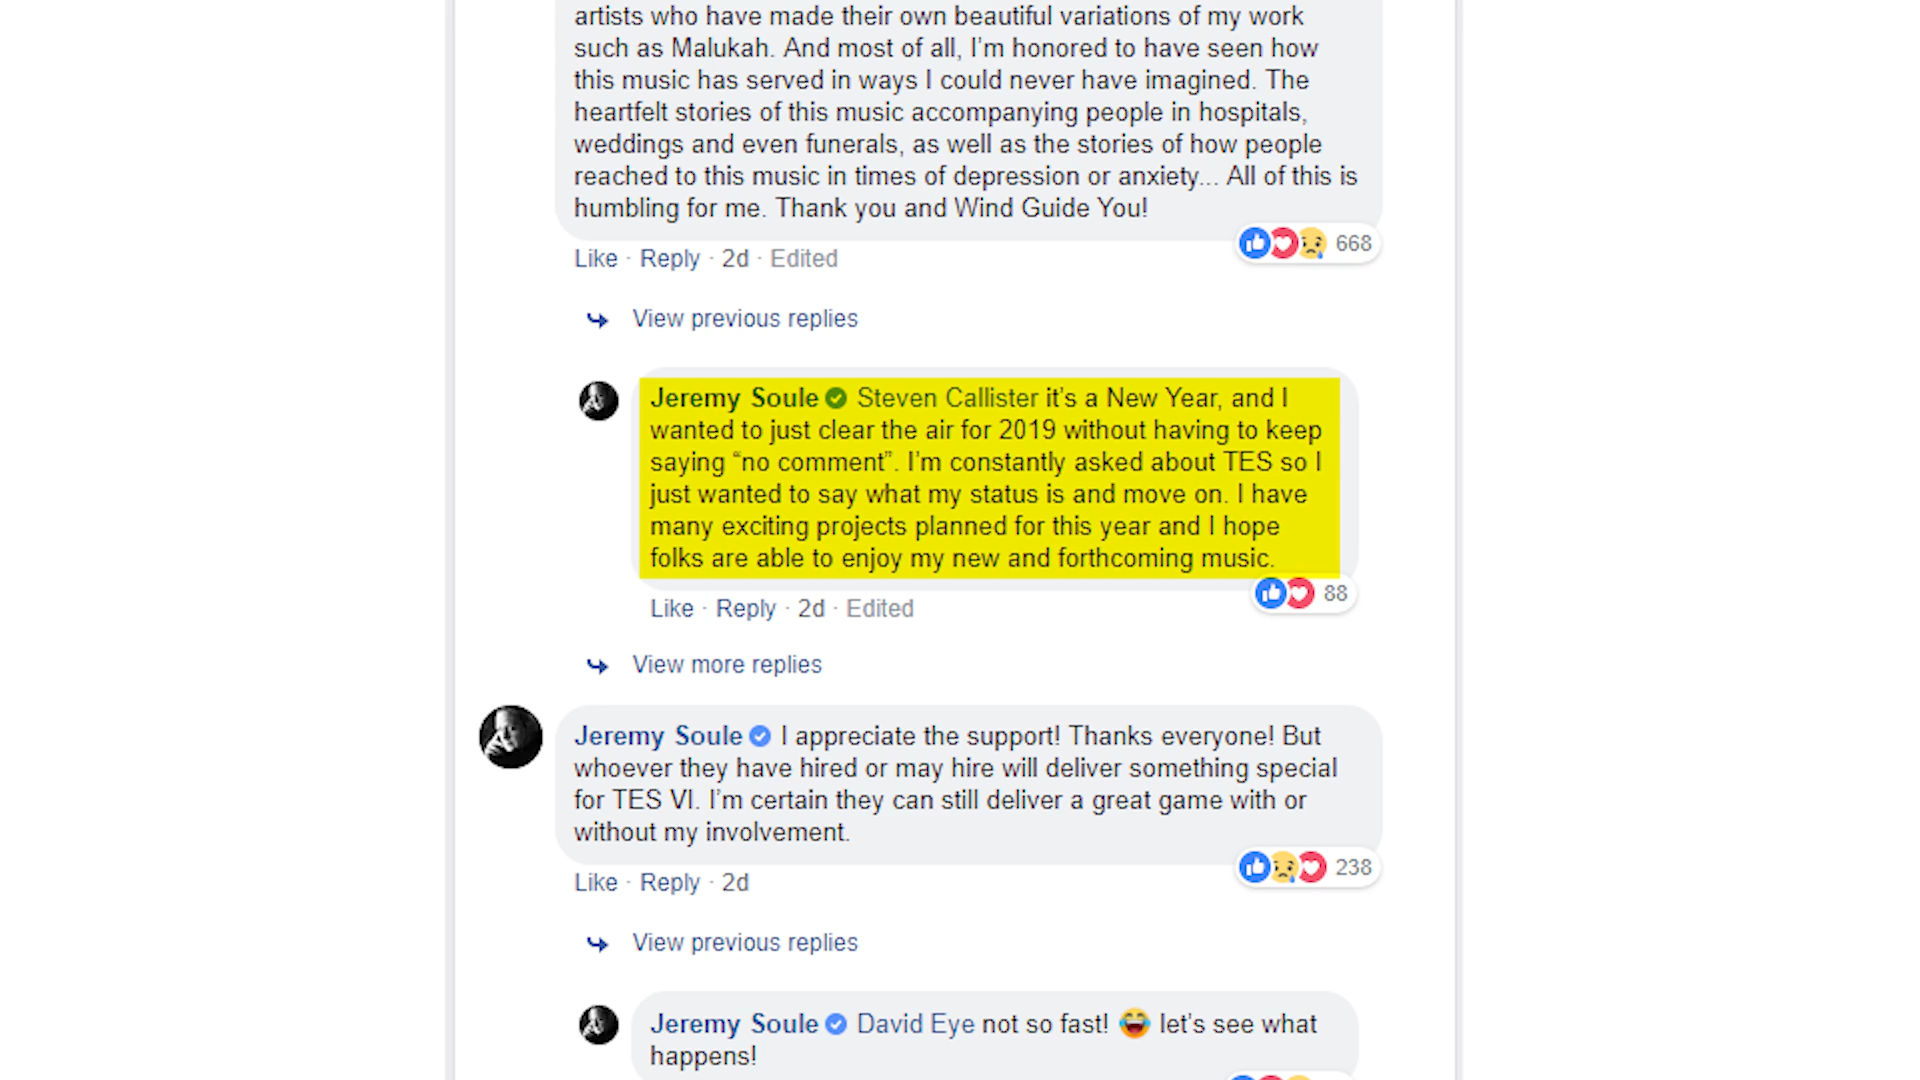 artists who have made their own beautiful variations of my work
such as Malukah. And most of all, I'm honored to have seen how
this music has served in ways I could never have imagined. The
heartfelt stories of this music accompanying people in hospitals,
weddings and even funerals, as well as the stories of how people
reached to this music in times of depression or anxiety... All of this is
humbling for me. Thank you and Wind Guide You!
668
Like · Reply · 2d · Edited
View previous replies
Jeremy Soule Steven Callister it's a New Year, and I
wanted to just clear the air for 2019 without having to keep
saying “no comment”. I'm constantly asked about TES so I
just wanted to say what my status is and move on. I have
many exciting projects planned for this year and I hope
folks are able to enjoy my new and forthcoming music.
88
Like · Reply · 2d · Edited
View more replies
Jeremy Soule I appreciate the support! Thanks everyone! But
whoever they have hired or may hire will deliver something special
for TES VI. I'm certain they can still deliver a great game with or
without my involvement.
238
Like · Reply · 2d
View previous replies
Jeremy Soule David Eye not so fast! 😂 let's see what
happens!